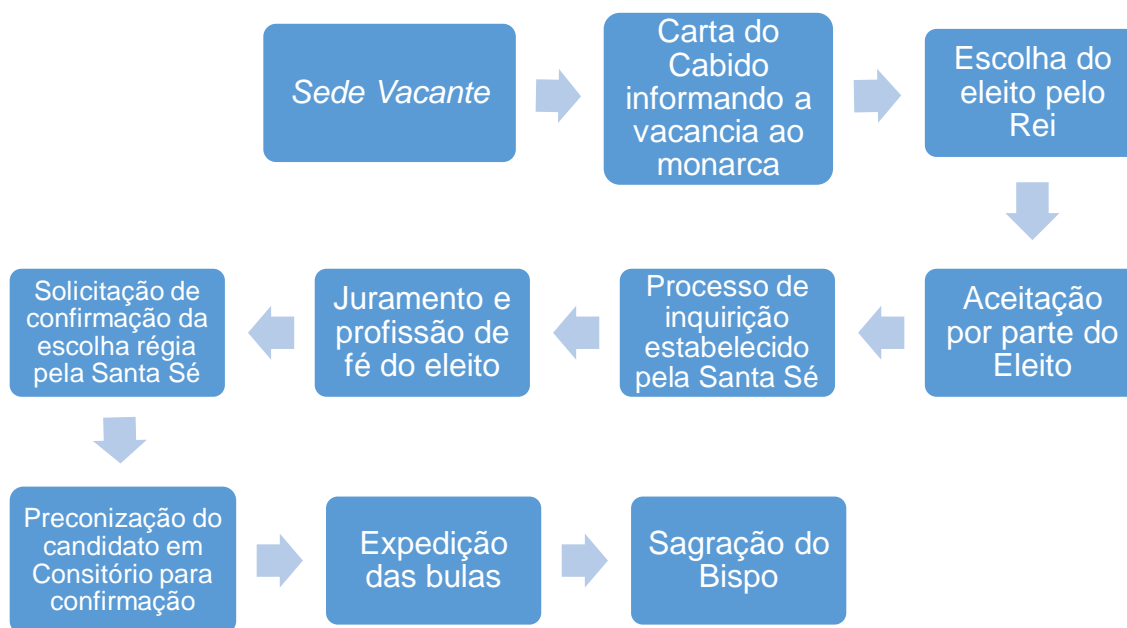 Sede Vacante
Carta do
Cabido
informando a
vacancia ao
monarca
Escolha do
eleito pelo
Rei
Aceitação
por parte do
Eleito
Processo de
inquirição
estabelecido
pela Santa Sé
Juramento e
profissão de
fé do eleito
Solicitação de
confirmação da
escolha régia
pela Santa Sé
Preconização do
candidato em
Consitório para
confirmação
Expedição
das bulas
Sagração do
Bispo